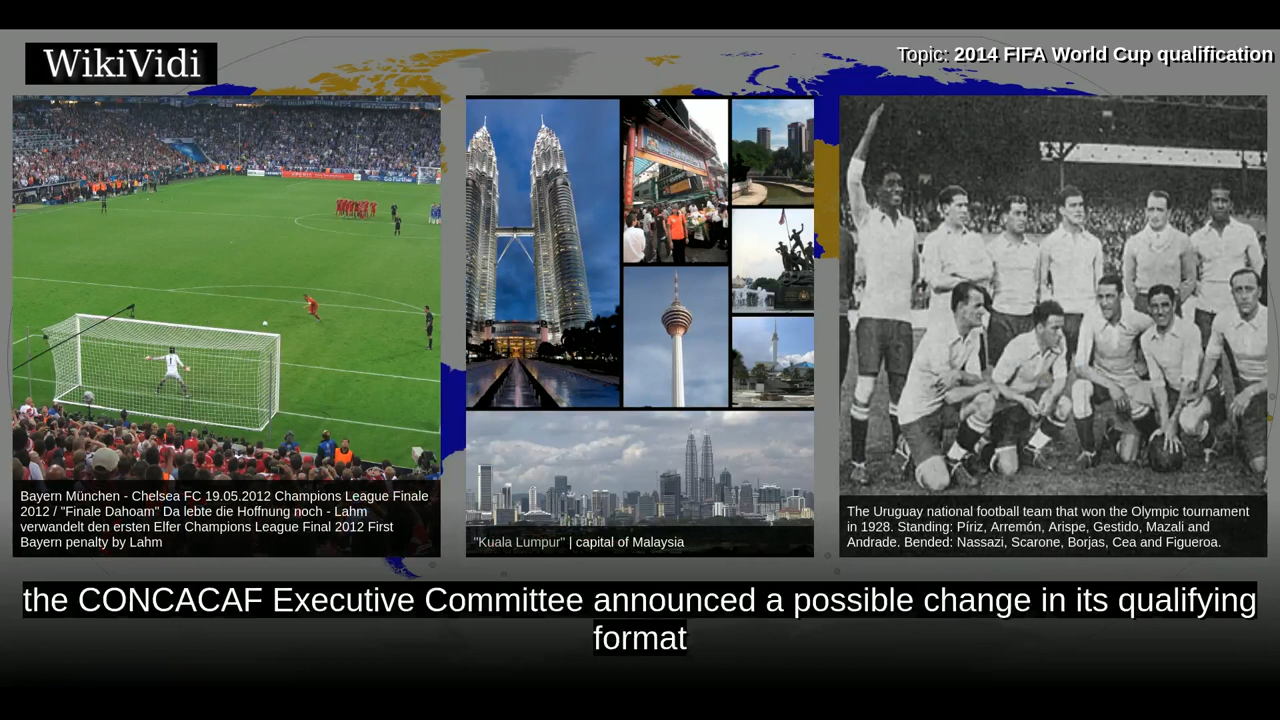 WikiVidi
Topic: 2014 FIFA World Cup qualification
Bayern München - Chelsea FC 19.05.2012 Champions League Finale
2012 / "Finale Dahoam" Da lebte die Hoffnung noch - Lahm
verwandelt den ersten Elfer Champions League Final 2012 First
Bayern penalty by Lahm
"Kuala Lumpur" | capital of Malaysia
The Uruguay national football team that won the Olympic tournament
in 1928. Standing: Píriz, Arremón, Arispe, Gestido, Mazali and
Andrade. Bended: Nassazi, Scarone, Borjas, Cea and Figueroa.
the CONCACAF Executive Committee announced a possible change in its qualifying
format